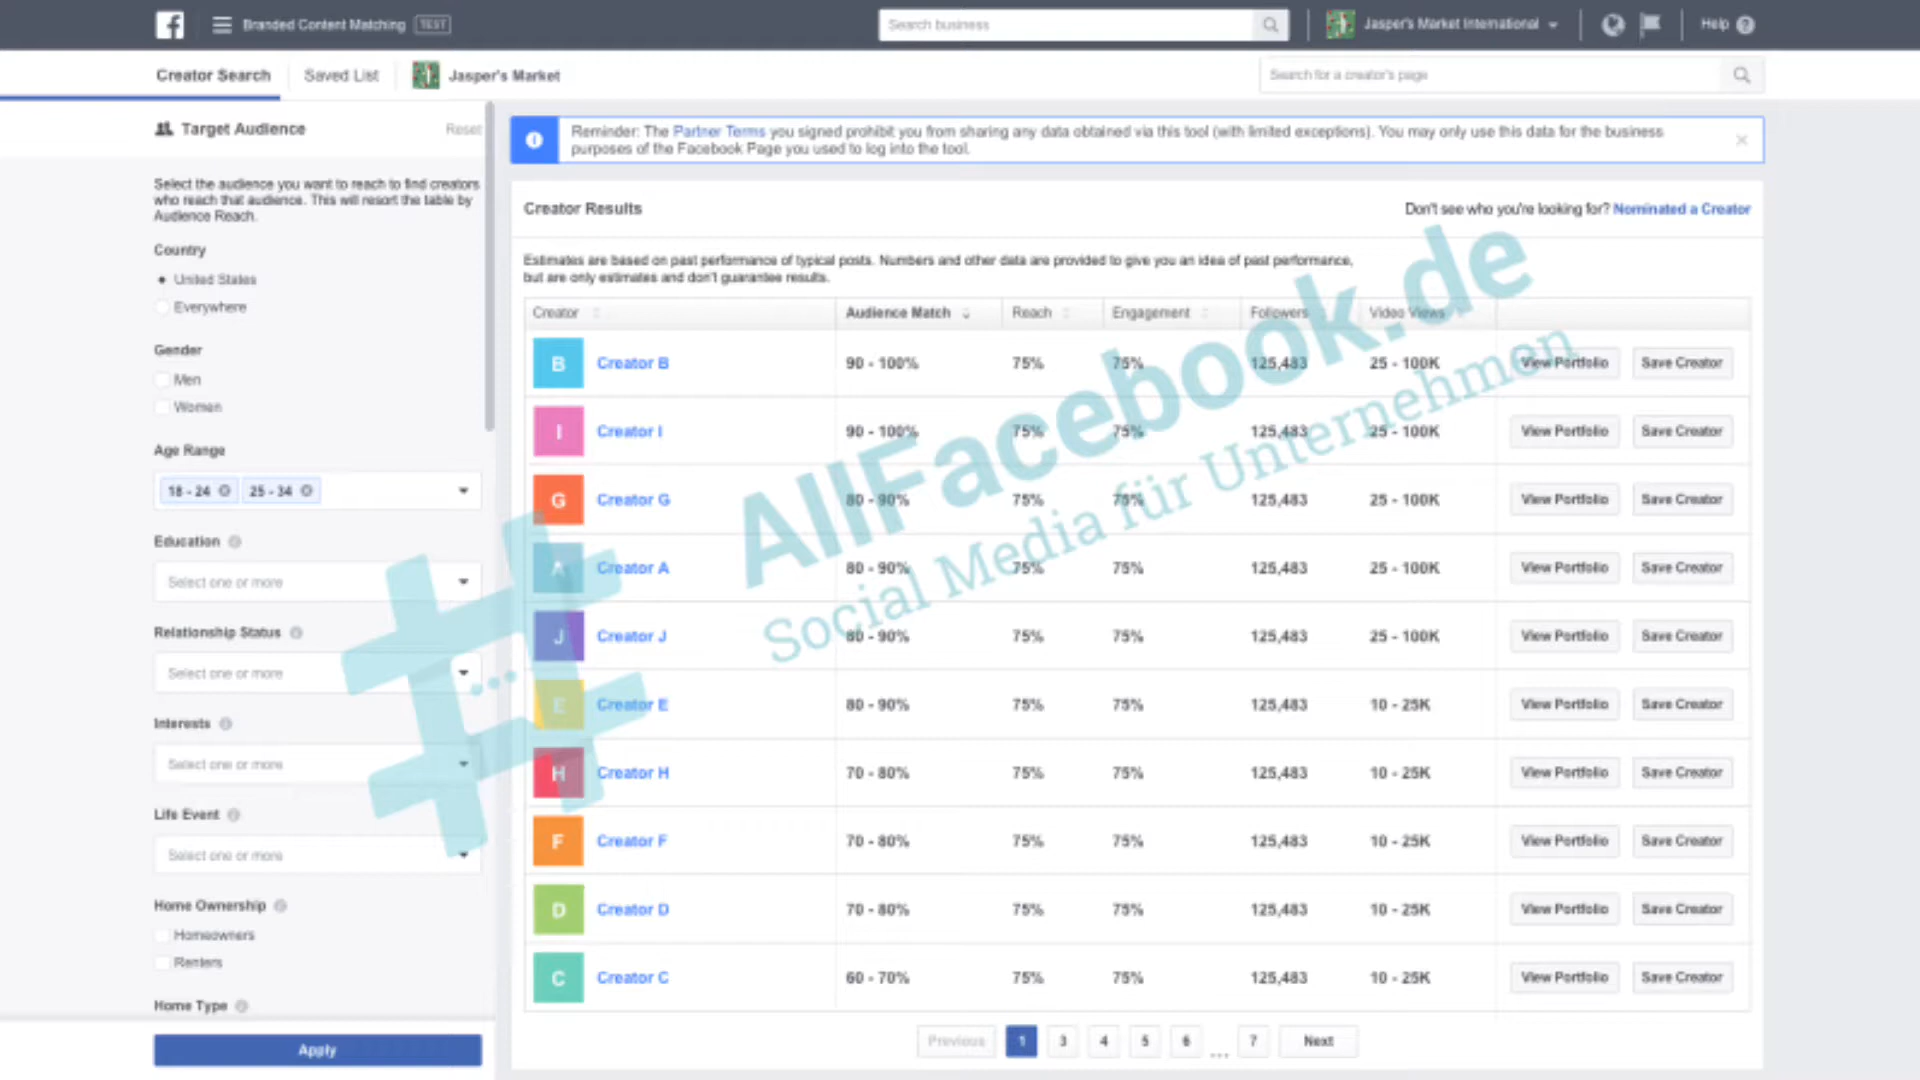 Branded Content Matching TEST
Search business
Jasper's Market International
Help
Creator Search
Saved List
Jasper's Market
Search for a creator's page
Target Audience
Reset
Select the audience you want to reach to find creators
who reach that audience. This will resort the table by
Audience Reach.
Country
United States
Everywhere
Gender
Men
Women
Age Range
18 - 24
25 - 34
Education
Select one or more
Relationship Status
Select one or more
Interests
Select one or more
Life Event
Select one or more
Home Ownership
Homeowners
Renters
Home Type
Apply
Reminder: The Partner Terms you signed prohibit you from sharing any data obtained via this tool (with limited exceptions). You may only use this data for the business
purposes of the Facebook Page you used to log into the tool.
Creator Results
Don't see who you're looking for? Nominated a Creator
Estimates are based on past performance of typical posts. Numbers and other data are provided to give you an idea of past performance,
but are only estimates and don't guarantee results.
Creator Audience Match Reach Engagement Followers Video Views
B Creator B 90 - 100% 75% 75% 125,483 25 - 100K View Portfolio Save Creator
I Creator I 90 - 100% 75% 75% 125,483 25 - 100K View Portfolio Save Creator
G Creator G 80 - 90% 75% 75% 125,483 25 - 100K View Portfolio Save Creator
A Creator A 80 - 90% 75% 75% 125,483 25 - 100K View Portfolio Save Creator
J Creator J 80 - 90% 75% 75% 125,483 25 - 100K View Portfolio Save Creator
E Creator E 80 - 90% 75% 75% 125,483 10 - 25K View Portfolio Save Creator
H Creator H 70 - 80% 75% 75% 125,483 10 - 25K View Portfolio Save Creator
F Creator F 70 - 80% 75% 75% 125,483 10 - 25K View Portfolio Save Creator
D Creator D 70 - 80% 75% 75% 125,483 10 - 25K View Portfolio Save Creator
C Creator C 60 - 70% 75% 75% 125,483 10 - 25K View Portfolio Save Creator
Previous 1 3 4 5 6 ... 7 Next
AllFacebook.de
Social Media für Unternehmen